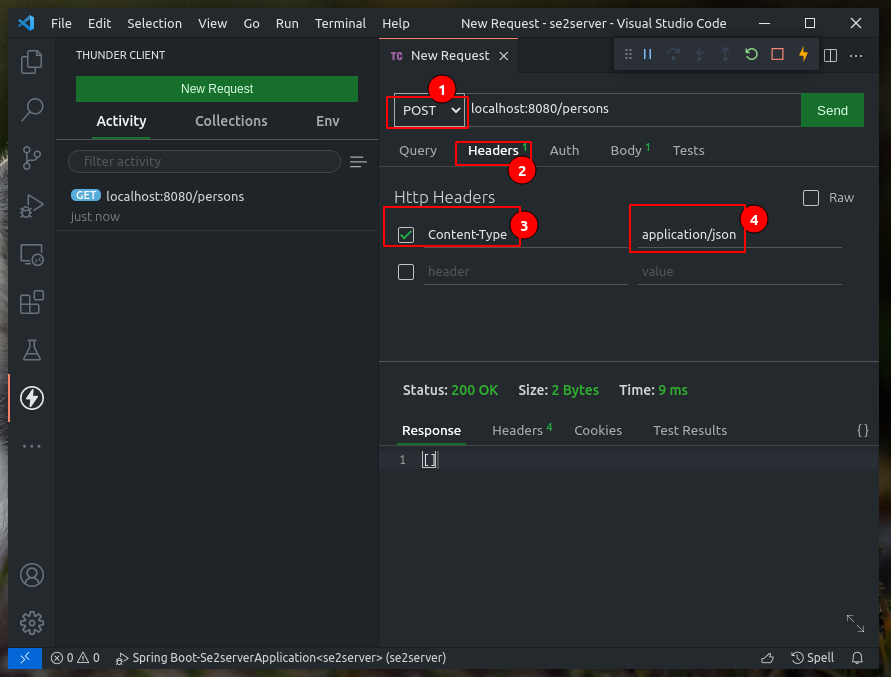 File Edit Selection View Go Run Terminal Help New Request - se2server - Visual Studio Code
THUNDER CLIENT
New Request
Activity Collections Env
filter activity
GET localhost:8080/persons
just now
TC New Request
1
POST localhost:8080/persons Send
Query Headers 1 Auth Body 1 Tests
2
Http Headers Raw
Content-Type 3 application/json 4
header value
Status: 200 OK Size: 2 Bytes Time: 9 ms
Response Headers 4 Cookies Test Results {}
1 []
0 0 Spring Boot-Se2serverApplication<se2server> (se2server) Spell